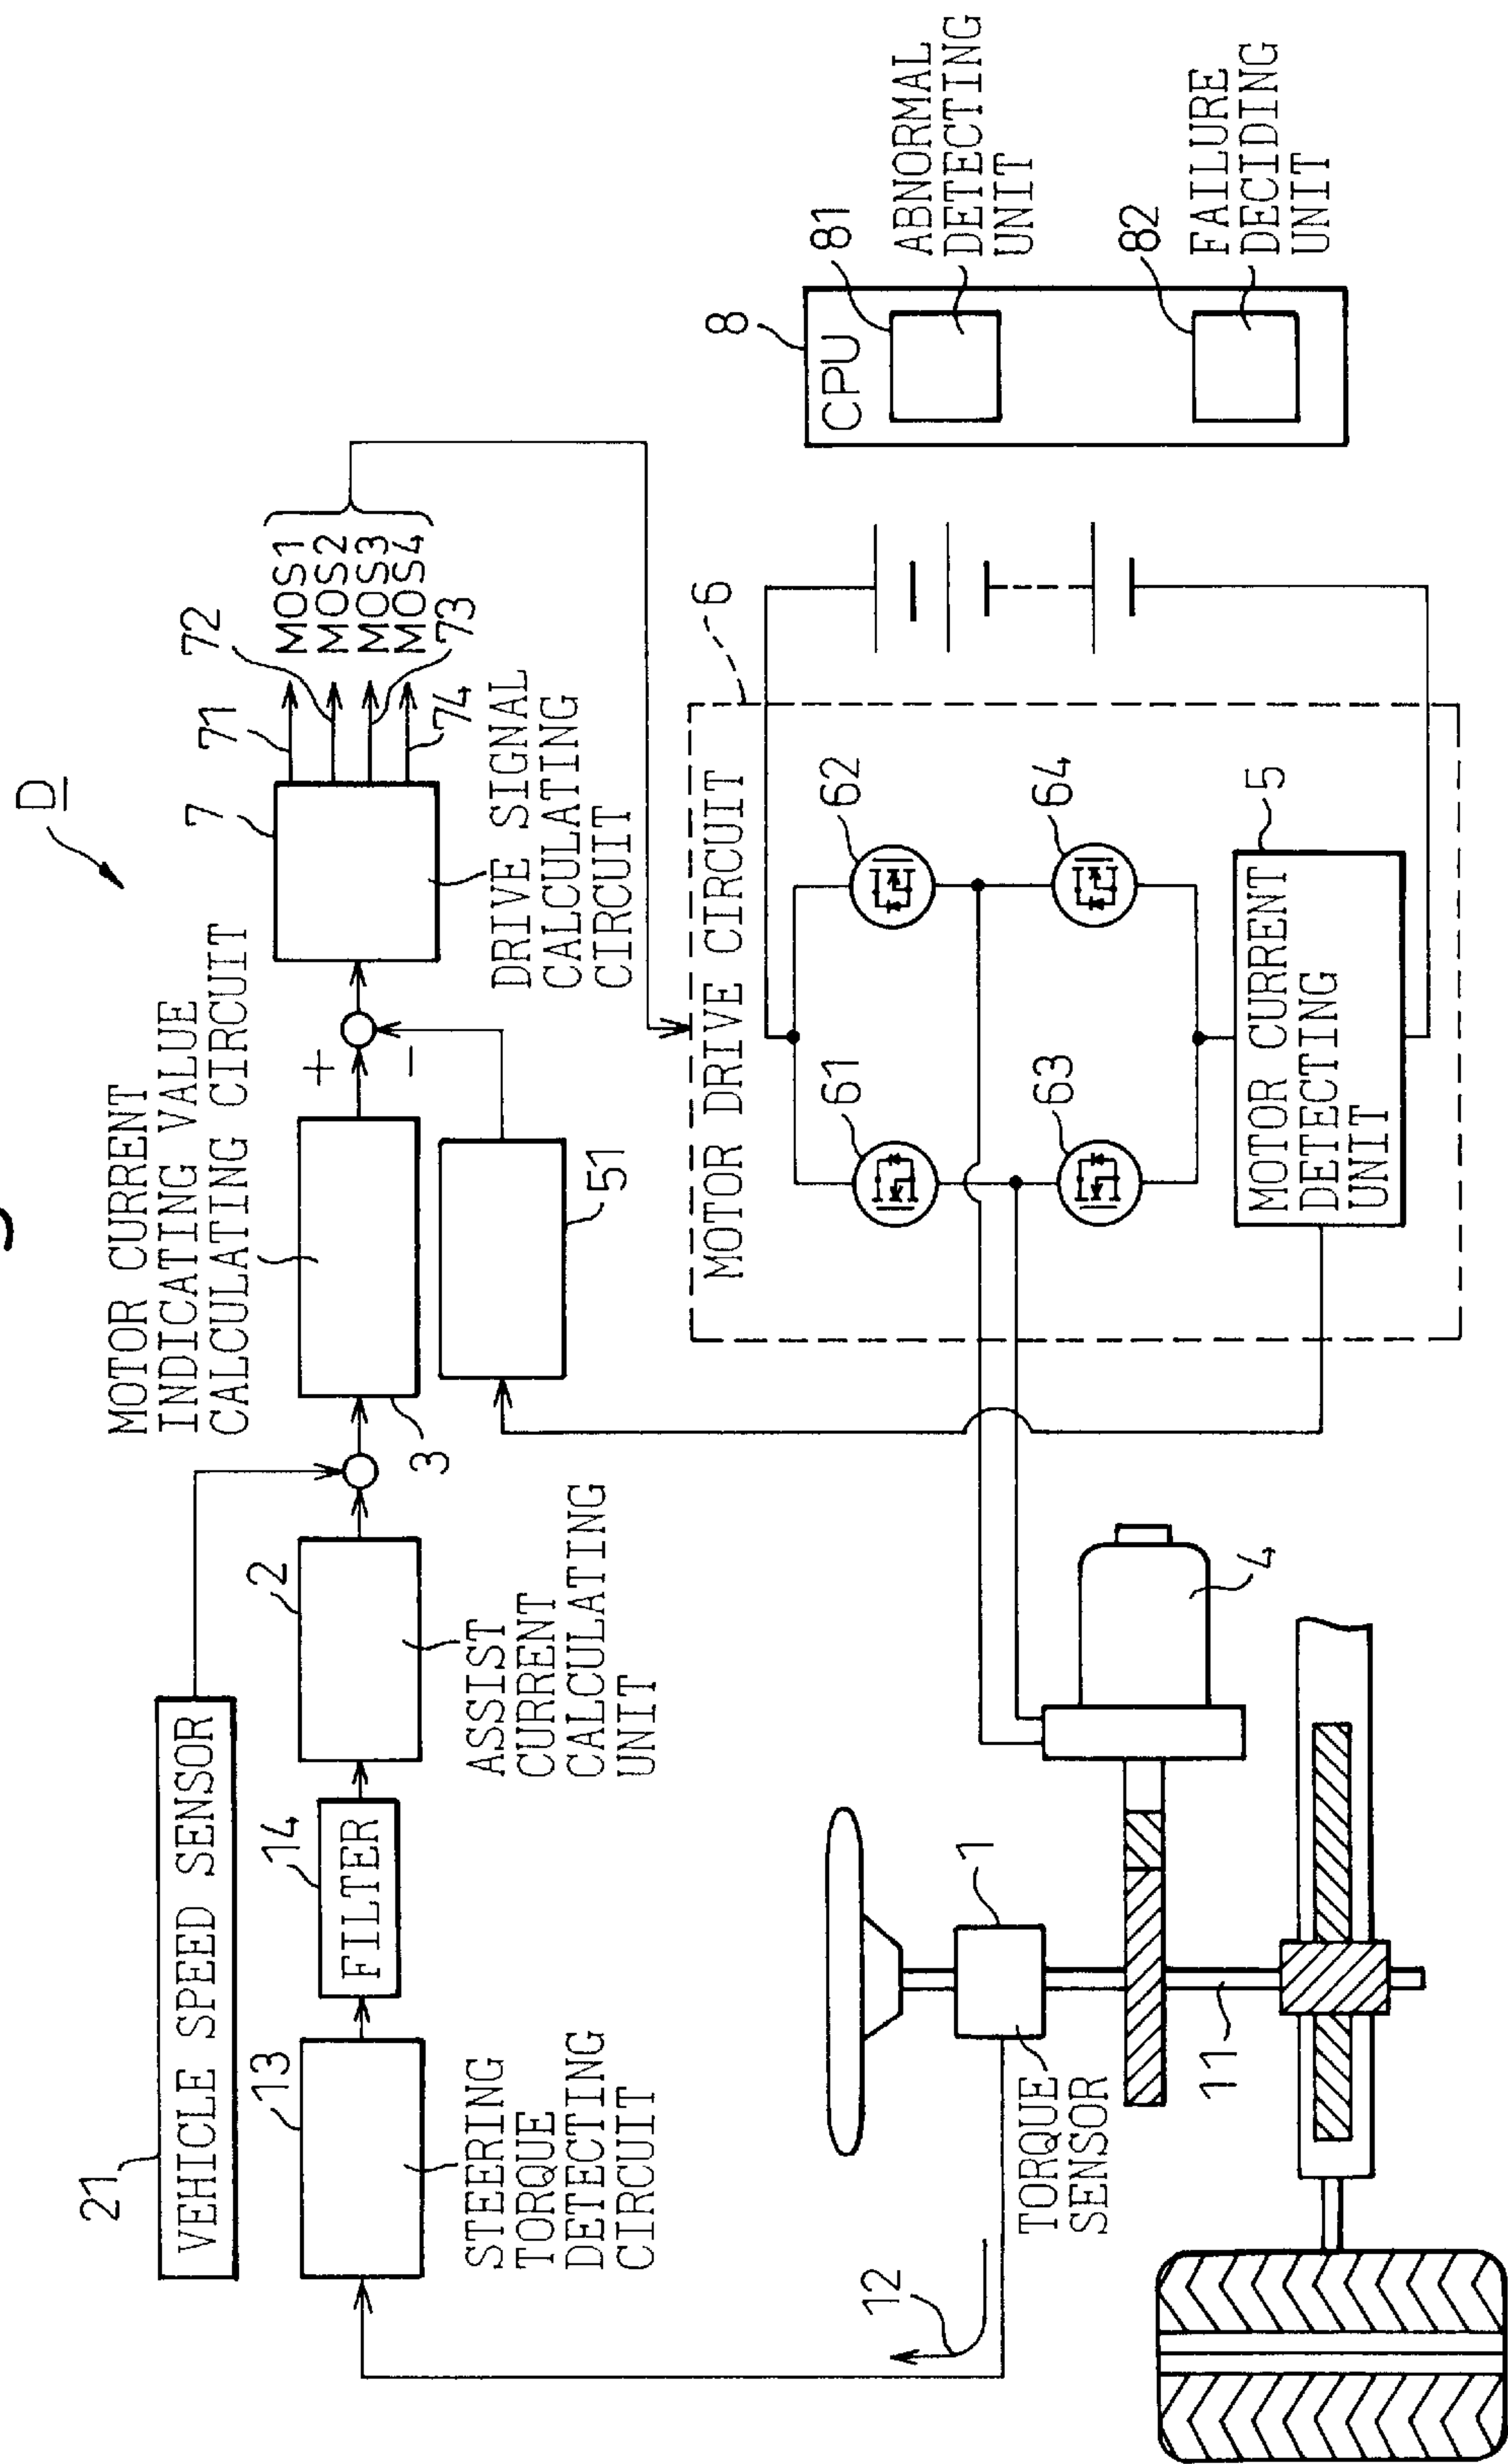 D
21
VEHICLE SPEED SENSOR
13
STEERING
TORQUE
DETECTING
CIRCUIT
14
FILTER
2
ASSIST
CURRENT
CALCULATING
UNIT
MOTOR CURRENT
INDICATING VALUE
CALCULATING CIRCUIT
3
+
−
51
7
DRIVE SIGNAL
CALCULATING
CIRCUIT
71
72
73
74
MOS1
MOS2
MOS3
MOS4
12
TORQUE
SENSOR
1
11
4
6
MOTOR DRIVE CIRCUIT
61
62
63
64
5
MOTOR CURRENT
DETECTING
UNIT
8
CPU
81
ABNORMAL
DETECTING
UNIT
82
FAILURE
DECIDING
UNIT